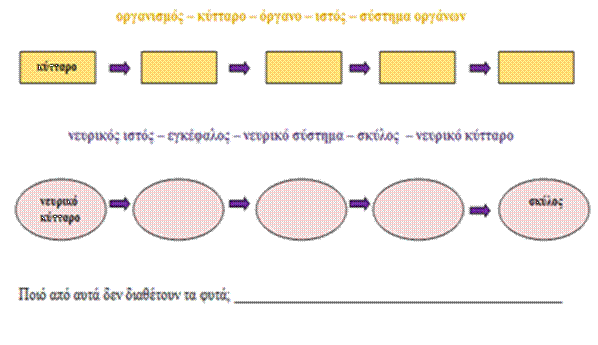 οργανισμός – κύτταρο – όργανο – ιστός – σύστημα οργάνων
κύτταρο
νευρικός ιστός – εγκέφαλος – νευρικό σύστημα – σκύλος – νευρικό κύτταρο
νευρικό
κύτταρο
σκύλος
Ποιό από αυτά δεν διαθέτουν τα φυτά;